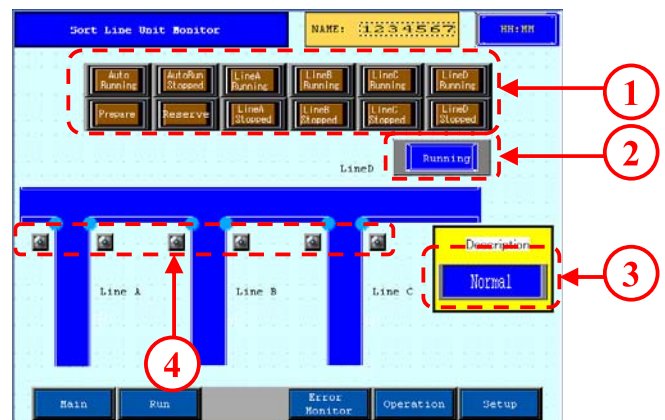 Sort Line Unit Monitor
NAME: 1234567
HH:MM
Auto Running
AutoRun Stopped
LineA Running
LineB Running
LineC Running
LineD Running
Prepare
Reserve
LineA Stopped
LineB Stopped
LineC Stopped
LineD Stopped
1
LineD
Running
2
Description
Normal
3
Line A
Line B
Line C
4
Main
Run
Error Monitor
Operation
Setup